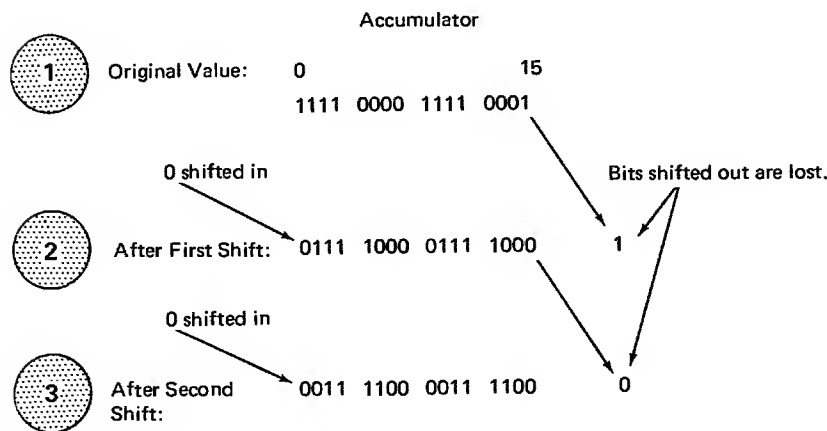 Accumulator
1 Original Value: 0 15
1111 0000 1111 0001
0 shifted in
Bits shifted out are lost.
2 After First Shift: 0111 1000 0111 1000 1
0 shifted in
3 After Second Shift: 0011 1100 0011 1100 0